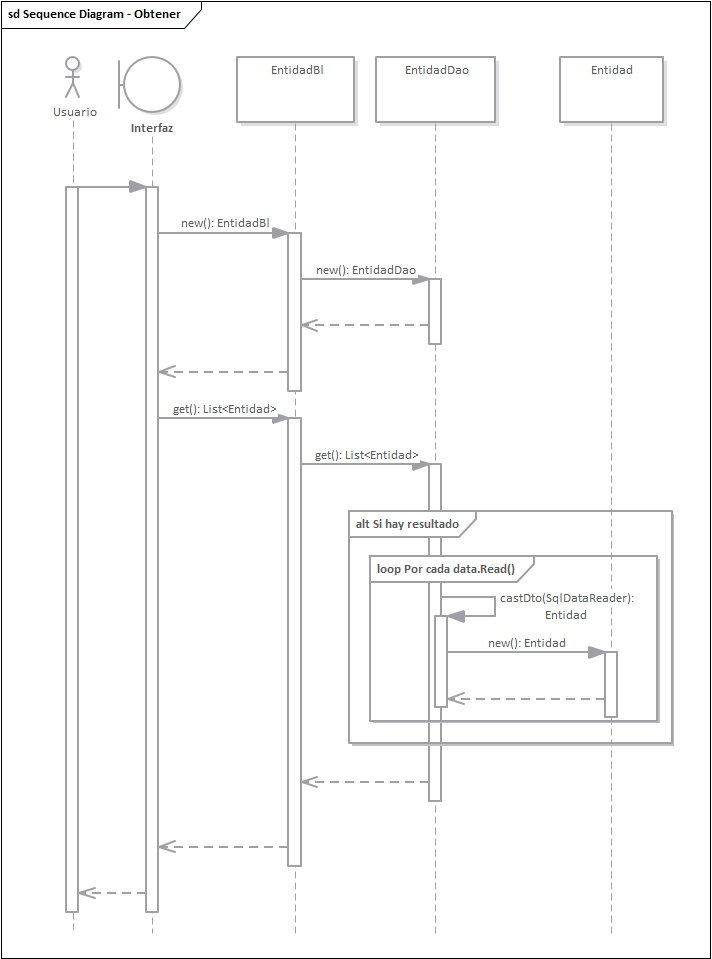 sd Sequence Diagram - Obtener
EntidadBl
EntidadDao
Entidad
Usuario
Interfaz
new(): EntidadBl
new(): EntidadDao
get(): List<Entidad>
get(): List<Entidad>
alt Si hay resultado
loop Por cada data.Read()
castDto(SqlDataReader):
Entidad
new(): Entidad